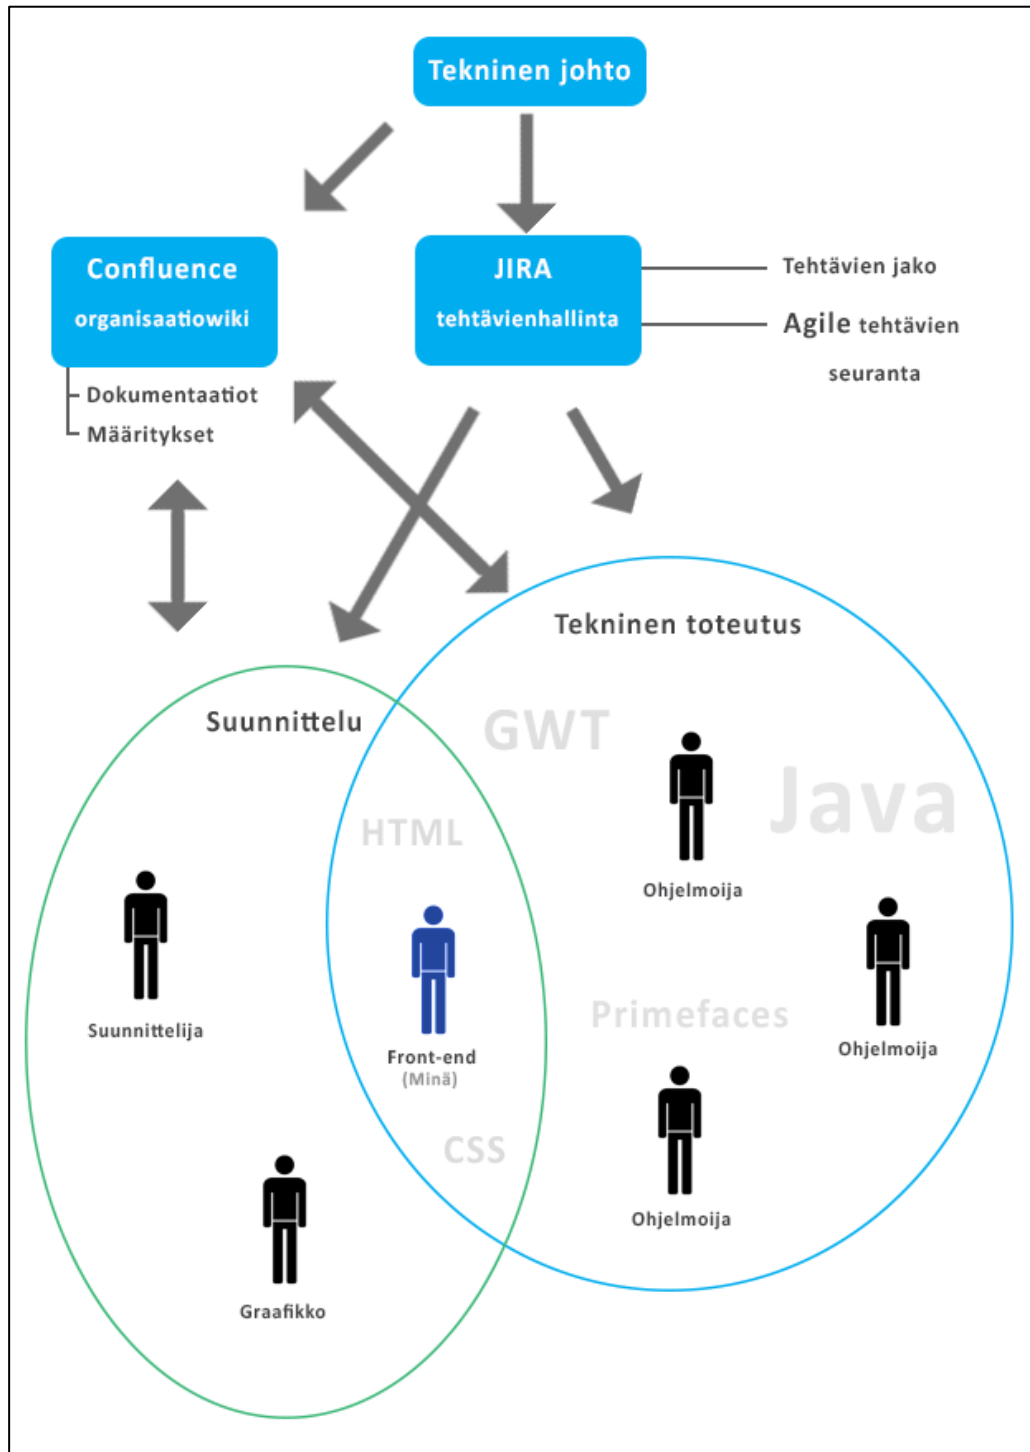 Tekninen johto
Confluence
organisaatiowiki
JIRA
tehtävienhallinta
Tehtävien jako
Agile tehtävien
seuranta
Dokumentaatiot
Määritykset
Tekninen toteutus
Suunnittelu
GWT
Java
HTML
Ohjelmoija
Suunnittelija
Front-end
(Minä)
Primefaces
Ohjelmoija
CSS
Ohjelmoija
Graafikko